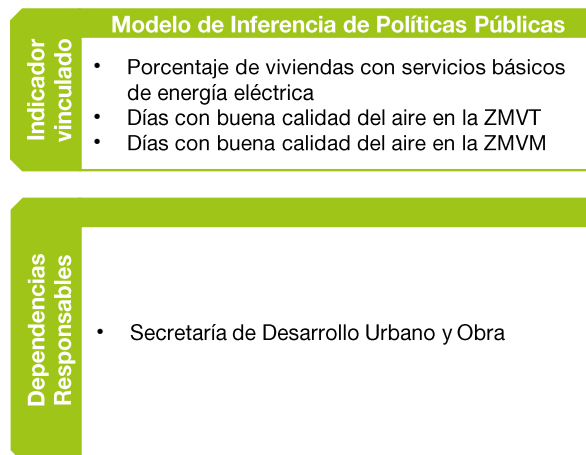 Modelo de Inferencia de Políticas Públicas
Indicador
vinculado
• Porcentaje de viviendas con servicios básicos
de energía eléctrica
• Días con buena calidad del aire en la ZMVT
• Días con buena calidad del aire en la ZMVM
Dependencias
Responsables
• Secretaría de Desarrollo Urbano y Obra